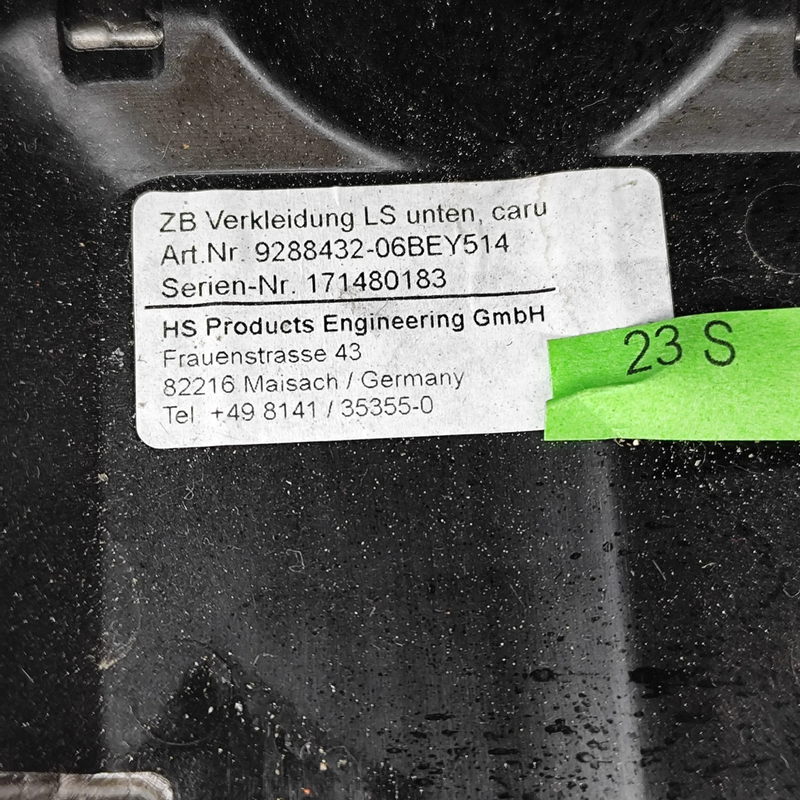 ZB Verkleidung LS unten, caru
Art.Nr. 9288432-06BEY514
Serien-Nr. 171480183
HS Products Engineering GmbH
Frauenstrasse 43
82216 Maisach / Germany
Tel +49 8141 / 35355-0
23 S